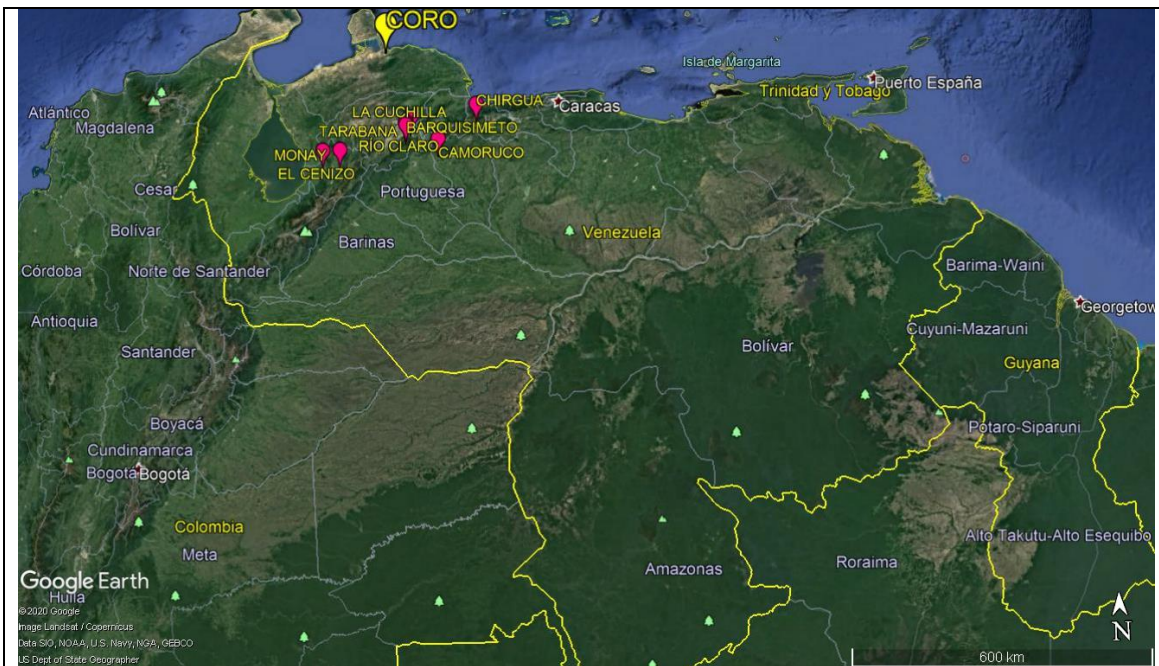 CORO
Isla de Margarita
Puerto España
Trinidad y Tobago
Caracas
CHIRGUA
Atlántico
LA CUCHILLA
Magdalena
TARABANA
BARQUISIMETO
RÍO CLARO
MONAY
CAMORUCO
EL CENIZO
Cesar
Portuguesa
Bolívar
Venezuela
Barinas
Córdoba
Norte de Santander
Barima-Waini
Georgetow
Antioquia
Cuyuni-Mazaruni
Santander
Bolívar
Guyana
Boyacá
Potaro-Siparuni
Cundinamarca
Bogotá
Bogotá
Colombia
Alto Takutu-Alto Esequibo
Meta
Roraima
Amazonas
Google Earth
Huila
©2020 Google
Image Landsat / Copernicus
Data SIO, NOAA, U.S. Navy, NGA, GEBCO
US Dept of State Geographer
N
600 km